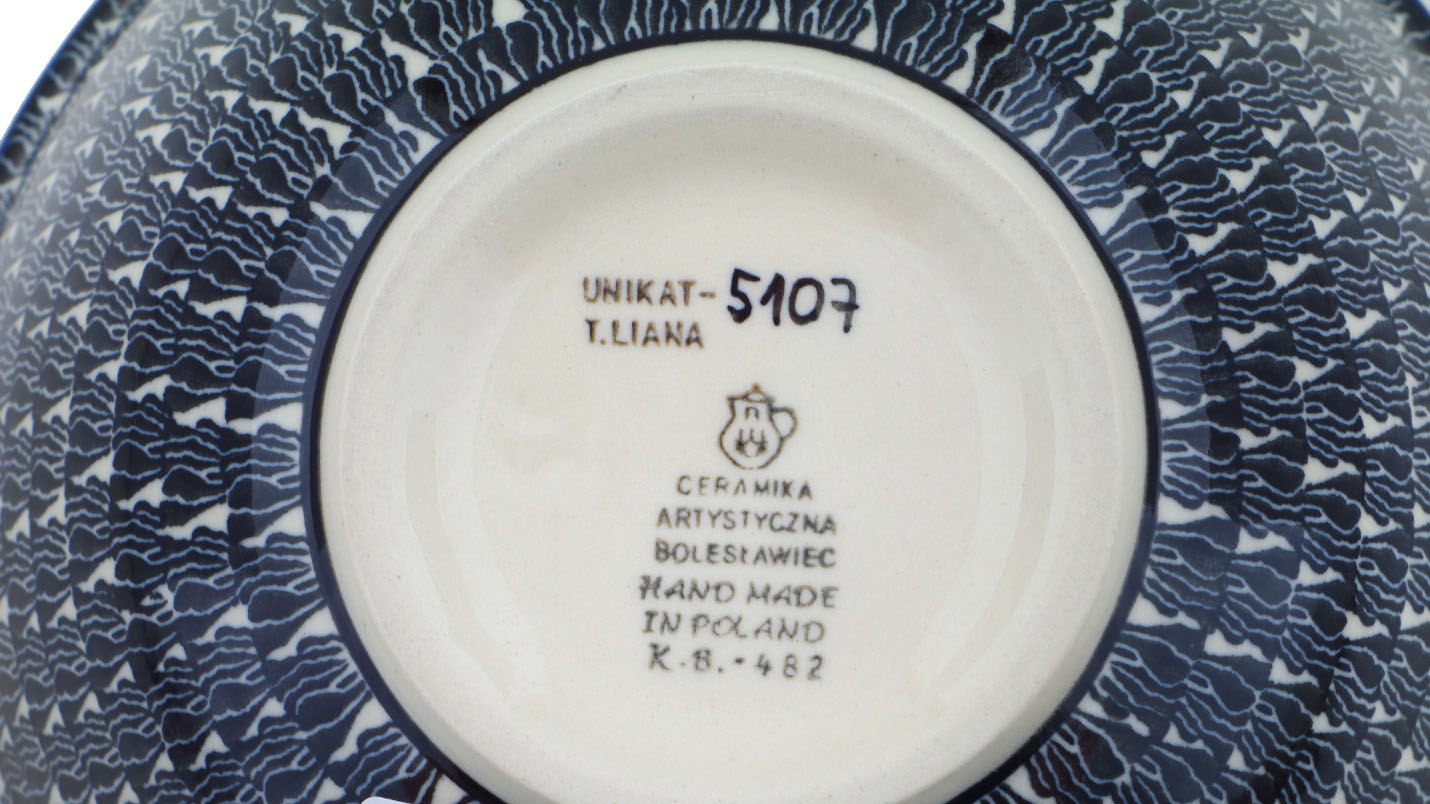 UNIKAT- 5107
T.LIANA
CERAMIKA
ARTYSTYCZNA
BOLESŁAWIEC
HAND MADE
IN POLAND
K.B.-482